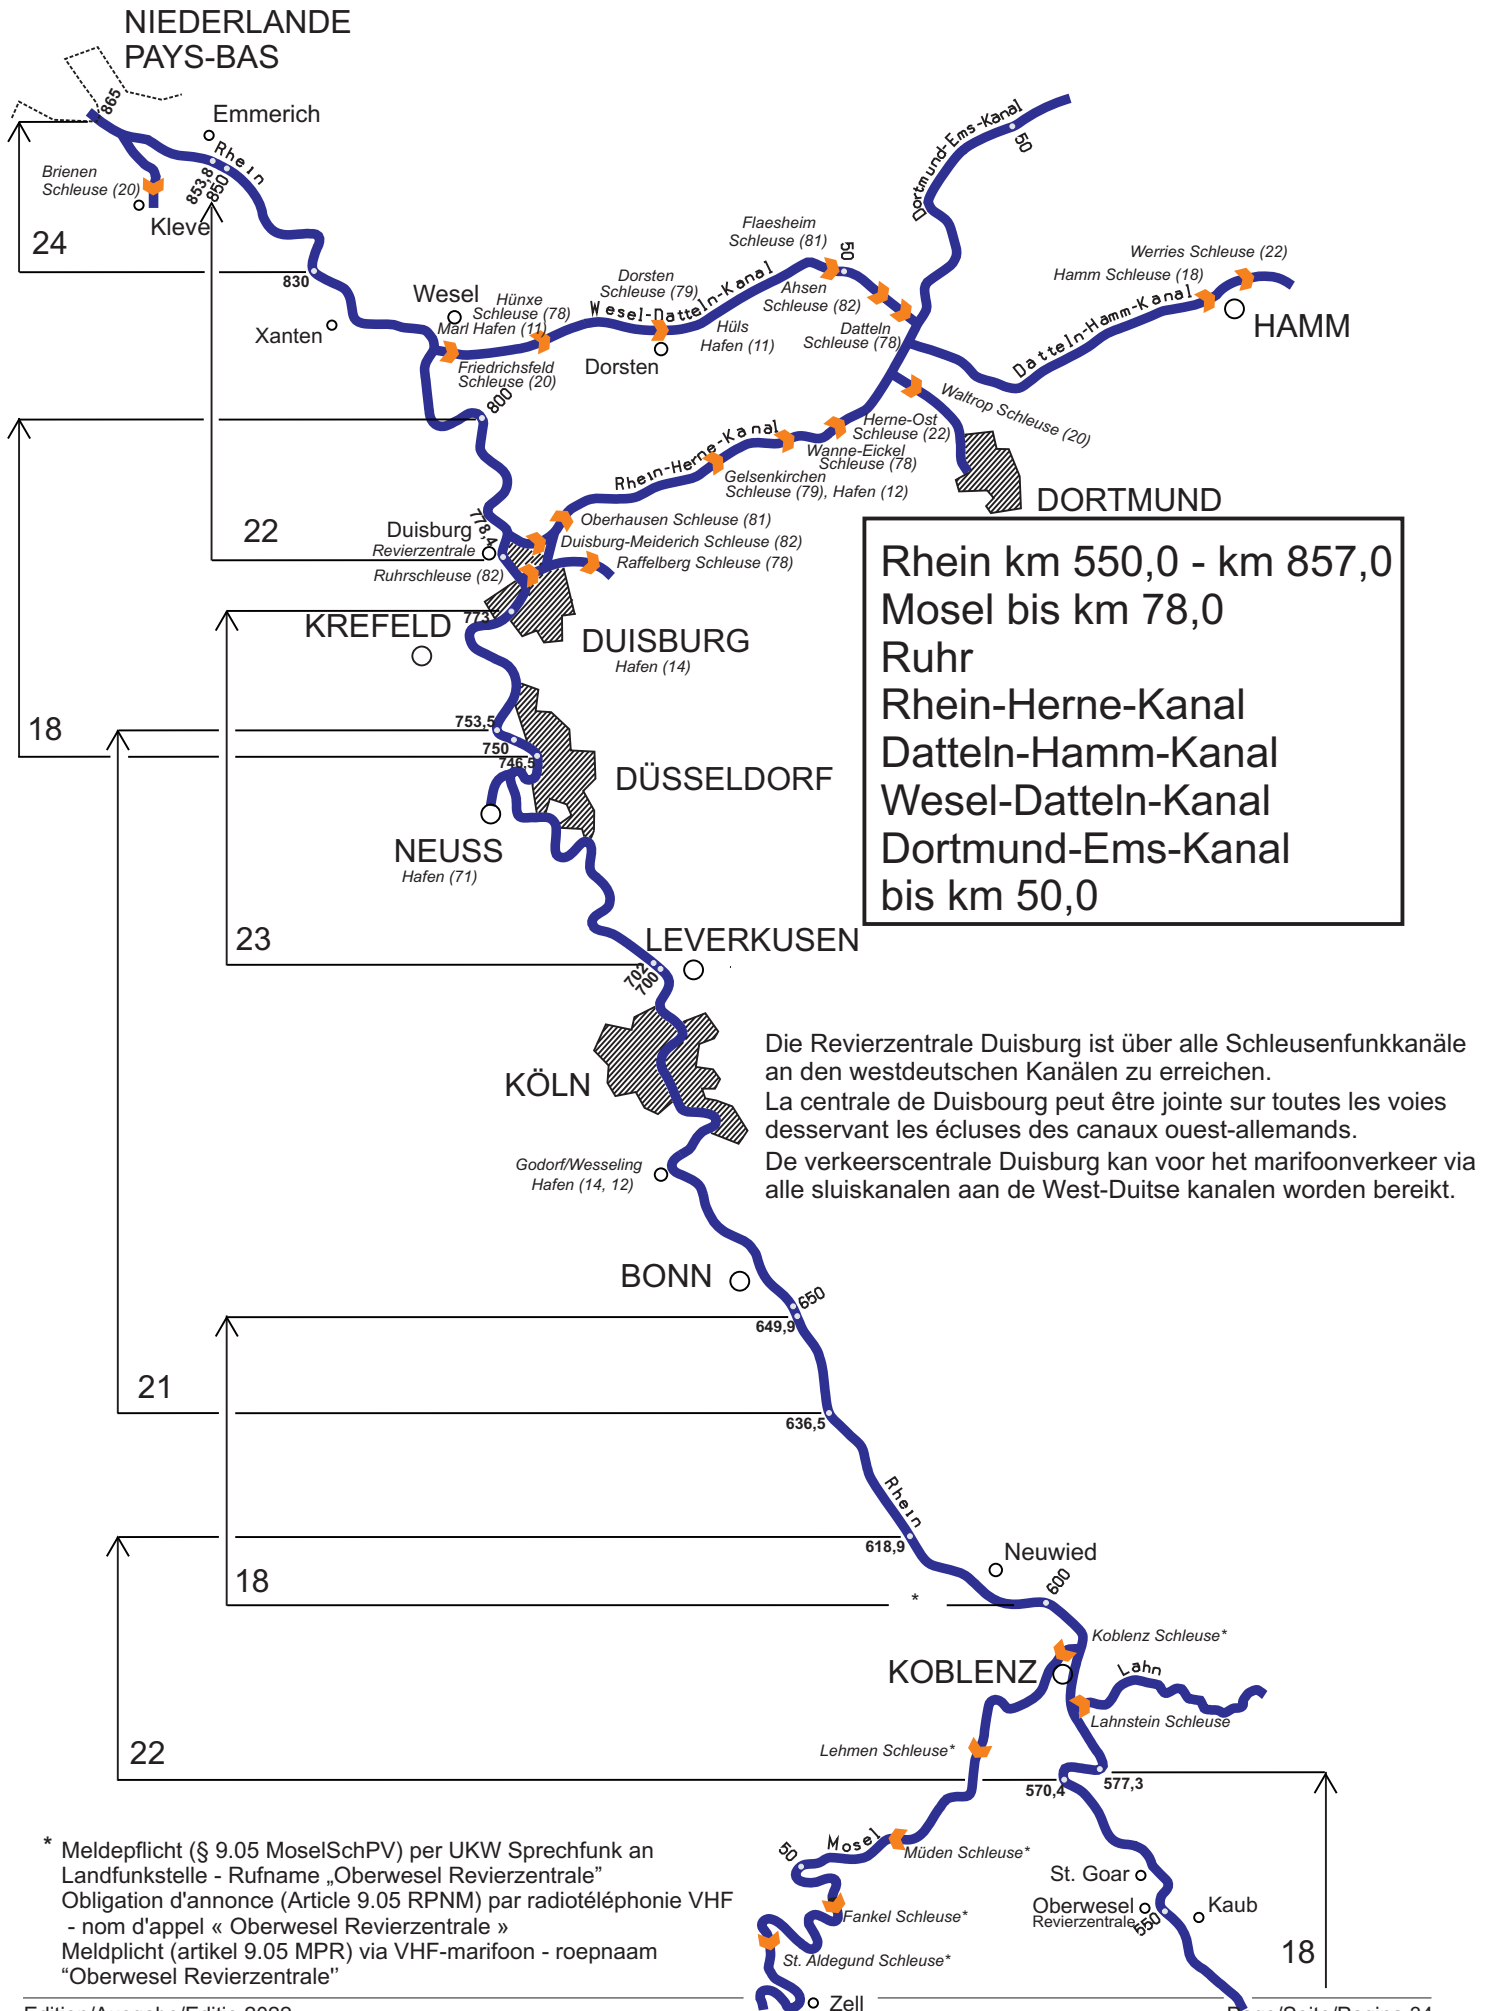 NIEDERLANDE
PAYS-BAS
865
Emmerich
Rhein
853,8
850
Brienen
Schleuse (20)
Kleve
24
830
Xanten
Wesel
Hünxe
Schleuse (78)
Marl Hafen (11)
Friedrichsfeld
Schleuse (20)
Dorsten
Schleuse (79)
Wesel-Datteln-Kanal
Dorsten
Hüls
Hafen (11)
Flaesheim
Schleuse (81)
50
Ahsen
Schleuse (82)
Datteln
Schleuse (78)
Dortmund-Ems-Kanal
50
Werries Schleuse (22)
Hamm Schleuse (18)
Datteln-Hamm-Kanal
HAMM
Waltrop Schleuse (20)
800
Herne-Ost
Schleuse (22)
Wanne-Eickel
Schleuse (78)
Rhein-Herne-Kanal
Gelsenkirchen
Schleuse (79), Hafen (12)
DORTMUND
22
778,4
Duisburg
Revierzentrale
Ruhrschleuse (82)
Oberhausen Schleuse (81)
Duisburg-Meiderich Schleuse (82)
Raffelberg Schleuse (78)
773
KREFELD
DUISBURG
Hafen (14)
Rhein km 550,0 - km 857,0
Mosel bis km 78,0
Ruhr
Rhein-Herne-Kanal
Datteln-Hamm-Kanal
Wesel-Datteln-Kanal
Dortmund-Ems-Kanal
bis km 50,0
18
753,5
750
746,5
DÜSSELDORF
NEUSS
Hafen (71)
23
LEVERKUSEN
702
700
KÖLN
Die Revierzentrale Duisburg ist über alle Schleusenfunkkanäle
an den westdeutschen Kanälen zu erreichen.
La centrale de Duisbourg peut être jointe sur toutes les voies
desservant les écluses des canaux ouest-allemands.
De verkeerscentrale Duisburg kan voor het marifoonverkeer via
alle sluiskanalen aan de West-Duitse kanalen worden bereikt.
Godorf/Wesseling
Hafen (14, 12)
BONN
650
649,9
21
636,5
Rhein
618,9
18
*
Neuwied
600
Koblenz Schleuse*
KOBLENZ
Lahn
Lahnstein Schleuse
Lehmen Schleuse*
22
570,4
577,3
50
Mosel
Müden Schleuse*
St. Goar
Oberwesel
Revierzentrale
550
Kaub
Fankel Schleuse*
St. Aldegund Schleuse*
18
Zell
* Meldepflicht (§ 9.05 MoselSchPV) per UKW Sprechfunk an
Landfunkstelle - Rufname „Oberwesel Revierzentrale”
Obligation d'annonce (Article 9.05 RPNM) par radiotéléphonie VHF
- nom d'appel « Oberwesel Revierzentrale »
Meldplicht (artikel 9.05 MPR) via VHF-marifoon - roepnaam
“Oberwesel Revierzentrale''